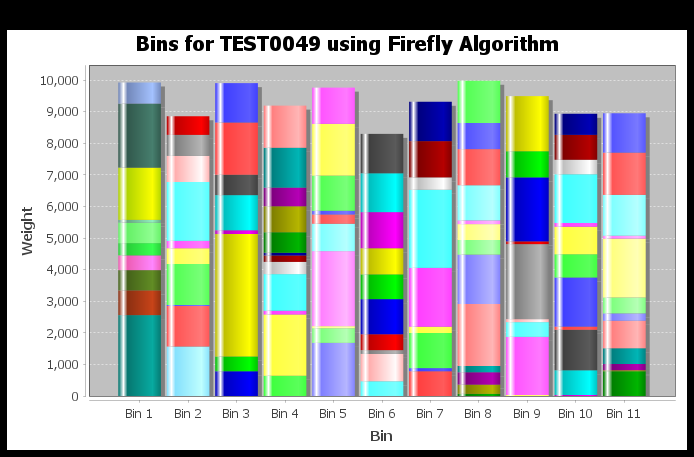 Bins for TEST0049 using Firefly Algorithm
10,000
9,000
8,000
7,000
6,000
5,000
4,000
3,000
2,000
1,000
0
Weight
Bin 1 Bin 2 Bin 3 Bin 4 Bin 5 Bin 6 Bin 7 Bin 8 Bin 9 Bin 10 Bin 11
Bin